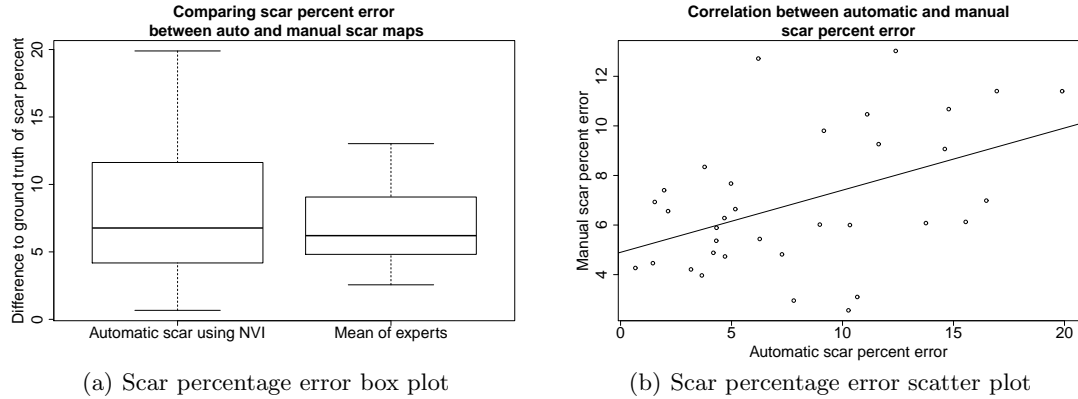 Comparing scar percent error
between auto and manual scar maps
Difference to ground truth of scar percent
20
15
10
5
0
Automatic scar using NVI
Mean of experts
(a) Scar percentage error box plot
Correlation between automatic and manual
scar percent error
Manual scar percent error
12
10
8
6
4
0
5
10
15
20
Automatic scar percent error
(b) Scar percentage error scatter plot